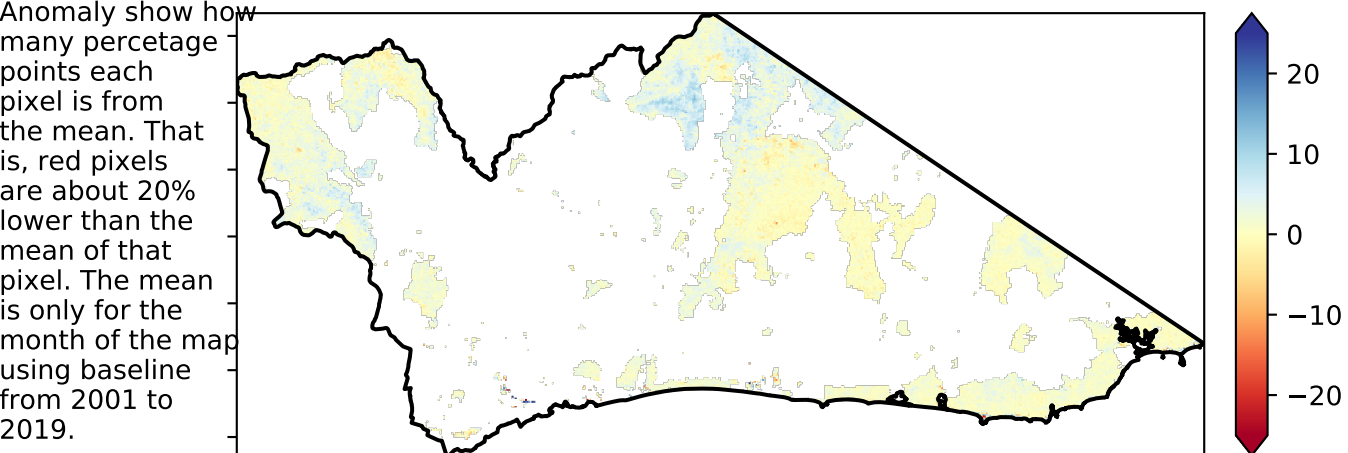 Anomaly show how
many percetage
points each
pixel is from
the mean. That
is, red pixels
are about 20%
lower than the
mean of that
pixel. The mean
is only for the
month of the map
using baseline
from 2001 to
2019.
20
10
0
−10
−20